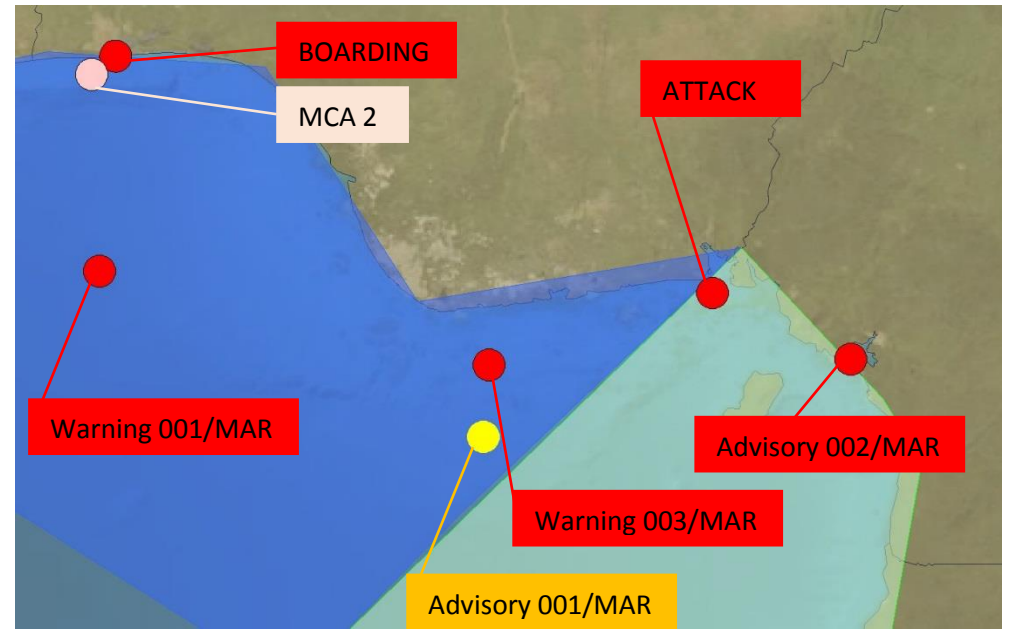 BOARDING
MCA 2
ATTACK
Warning 001/MAR
Advisory 002/MAR
Warning 003/MAR
Advisory 001/MAR